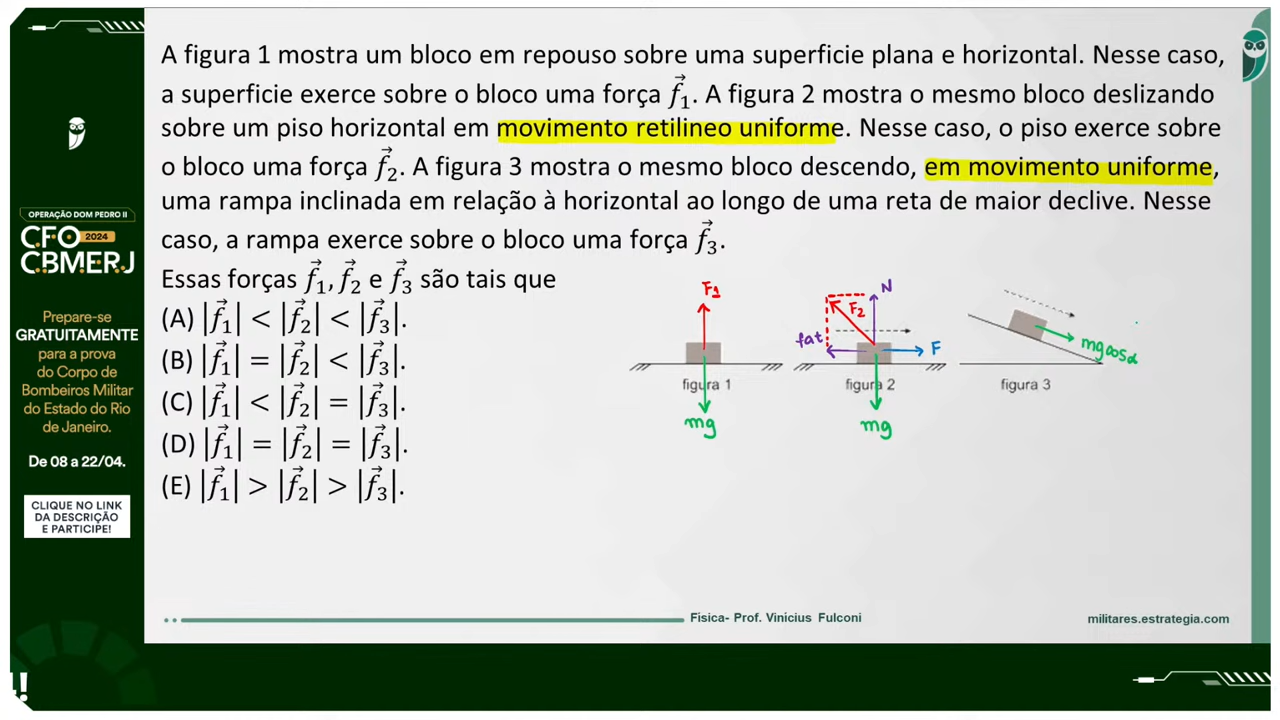 A figura 1 mostra um bloco em repouso sobre uma superficie plana e horizontal. Nesse caso,
a superficie exerce sobre o bloco uma força f⃗₁. A figura 2 mostra o mesmo bloco deslizando
sobre um piso horizontal em movimento retilineo uniforme. Nesse caso, o piso exerce sobre
o bloco uma força f⃗₂. A figura 3 mostra o mesmo bloco descendo, em movimento uniforme,
uma rampa inclinada em relação à horizontal ao longo de uma reta de maior declive. Nesse
caso, a rampa exerce sobre o bloco uma força f⃗₃.
Essas forças f⃗₁, f⃗₂ e f⃗₃ são tais que
(A) |f⃗₁| < |f⃗₂| < |f⃗₃|.
(B) |f⃗₁| = |f⃗₂| < |f⃗₃|.
(C) |f⃗₁| < |f⃗₂| = |f⃗₃|.
(D) |f⃗₁| = |f⃗₂| = |f⃗₃|.
(E) |f⃗₁| > |f⃗₂| > |f⃗₃|.
F1
mg
figura 1
N
F2
fat
F
mg
figura 2
mg cosα
figura 3
OPERAÇÃO DOM PEDRO II
CFO 2024
CBMERJ
Prepare-se
GRATUITAMENTE
para a prova
do Corpo de
Bombeiros Militar
do Estado do Rio
de Janeiro.
De 08 a 22/04.
CLIQUE NO LINK
DA DESCRIÇÃO
E PARTICIPE!
Física- Prof. Vinícius Fulconi
militares.estrategia.com
!!